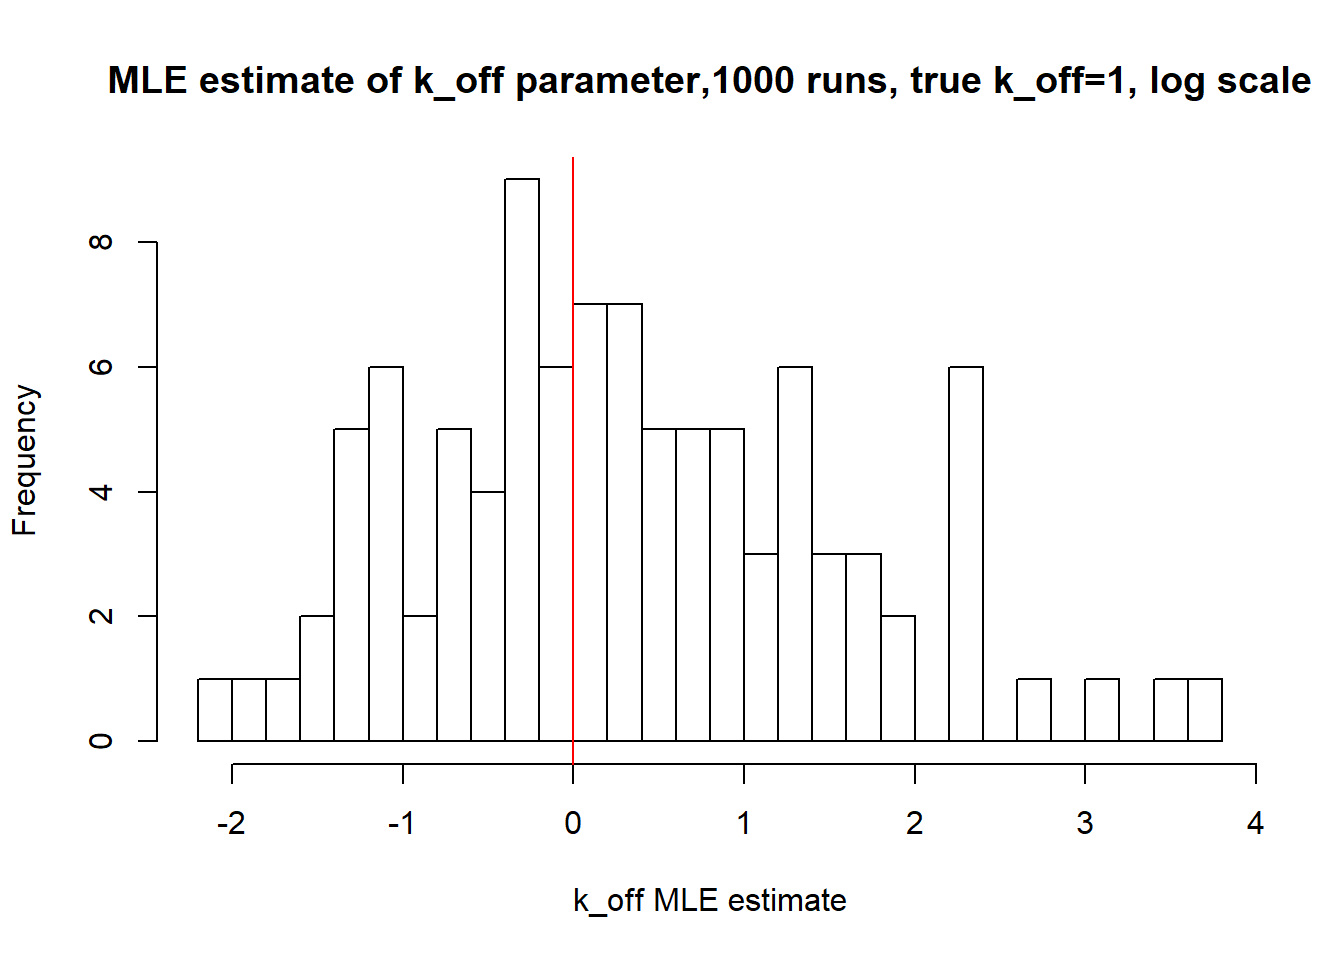 MLE estimate of k_off parameter,1000 runs, true k_off=1, log scale
Frequency
8
6
4
2
0
-2 -1 0 1 2 3 4
k_off MLE estimate